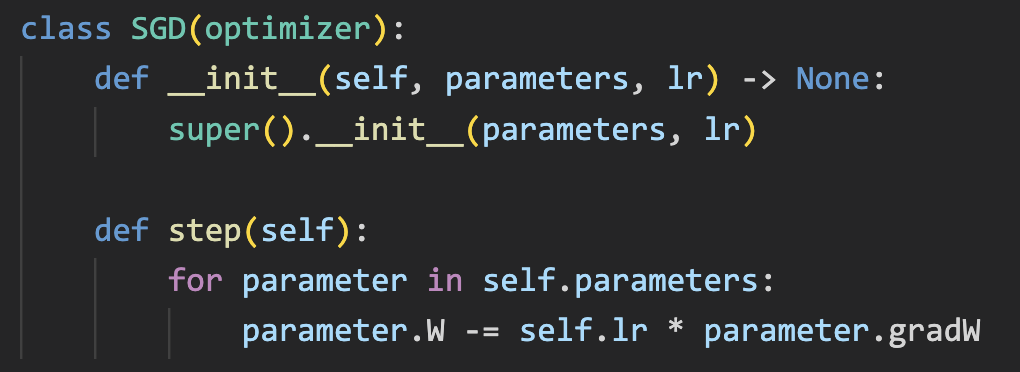 class SGD(optimizer):
    def __init__(self, parameters, lr) -> None:
        super().__init__(parameters, lr)

    def step(self):
        for parameter in self.parameters:
            parameter.W -= self.lr * parameter.gradW